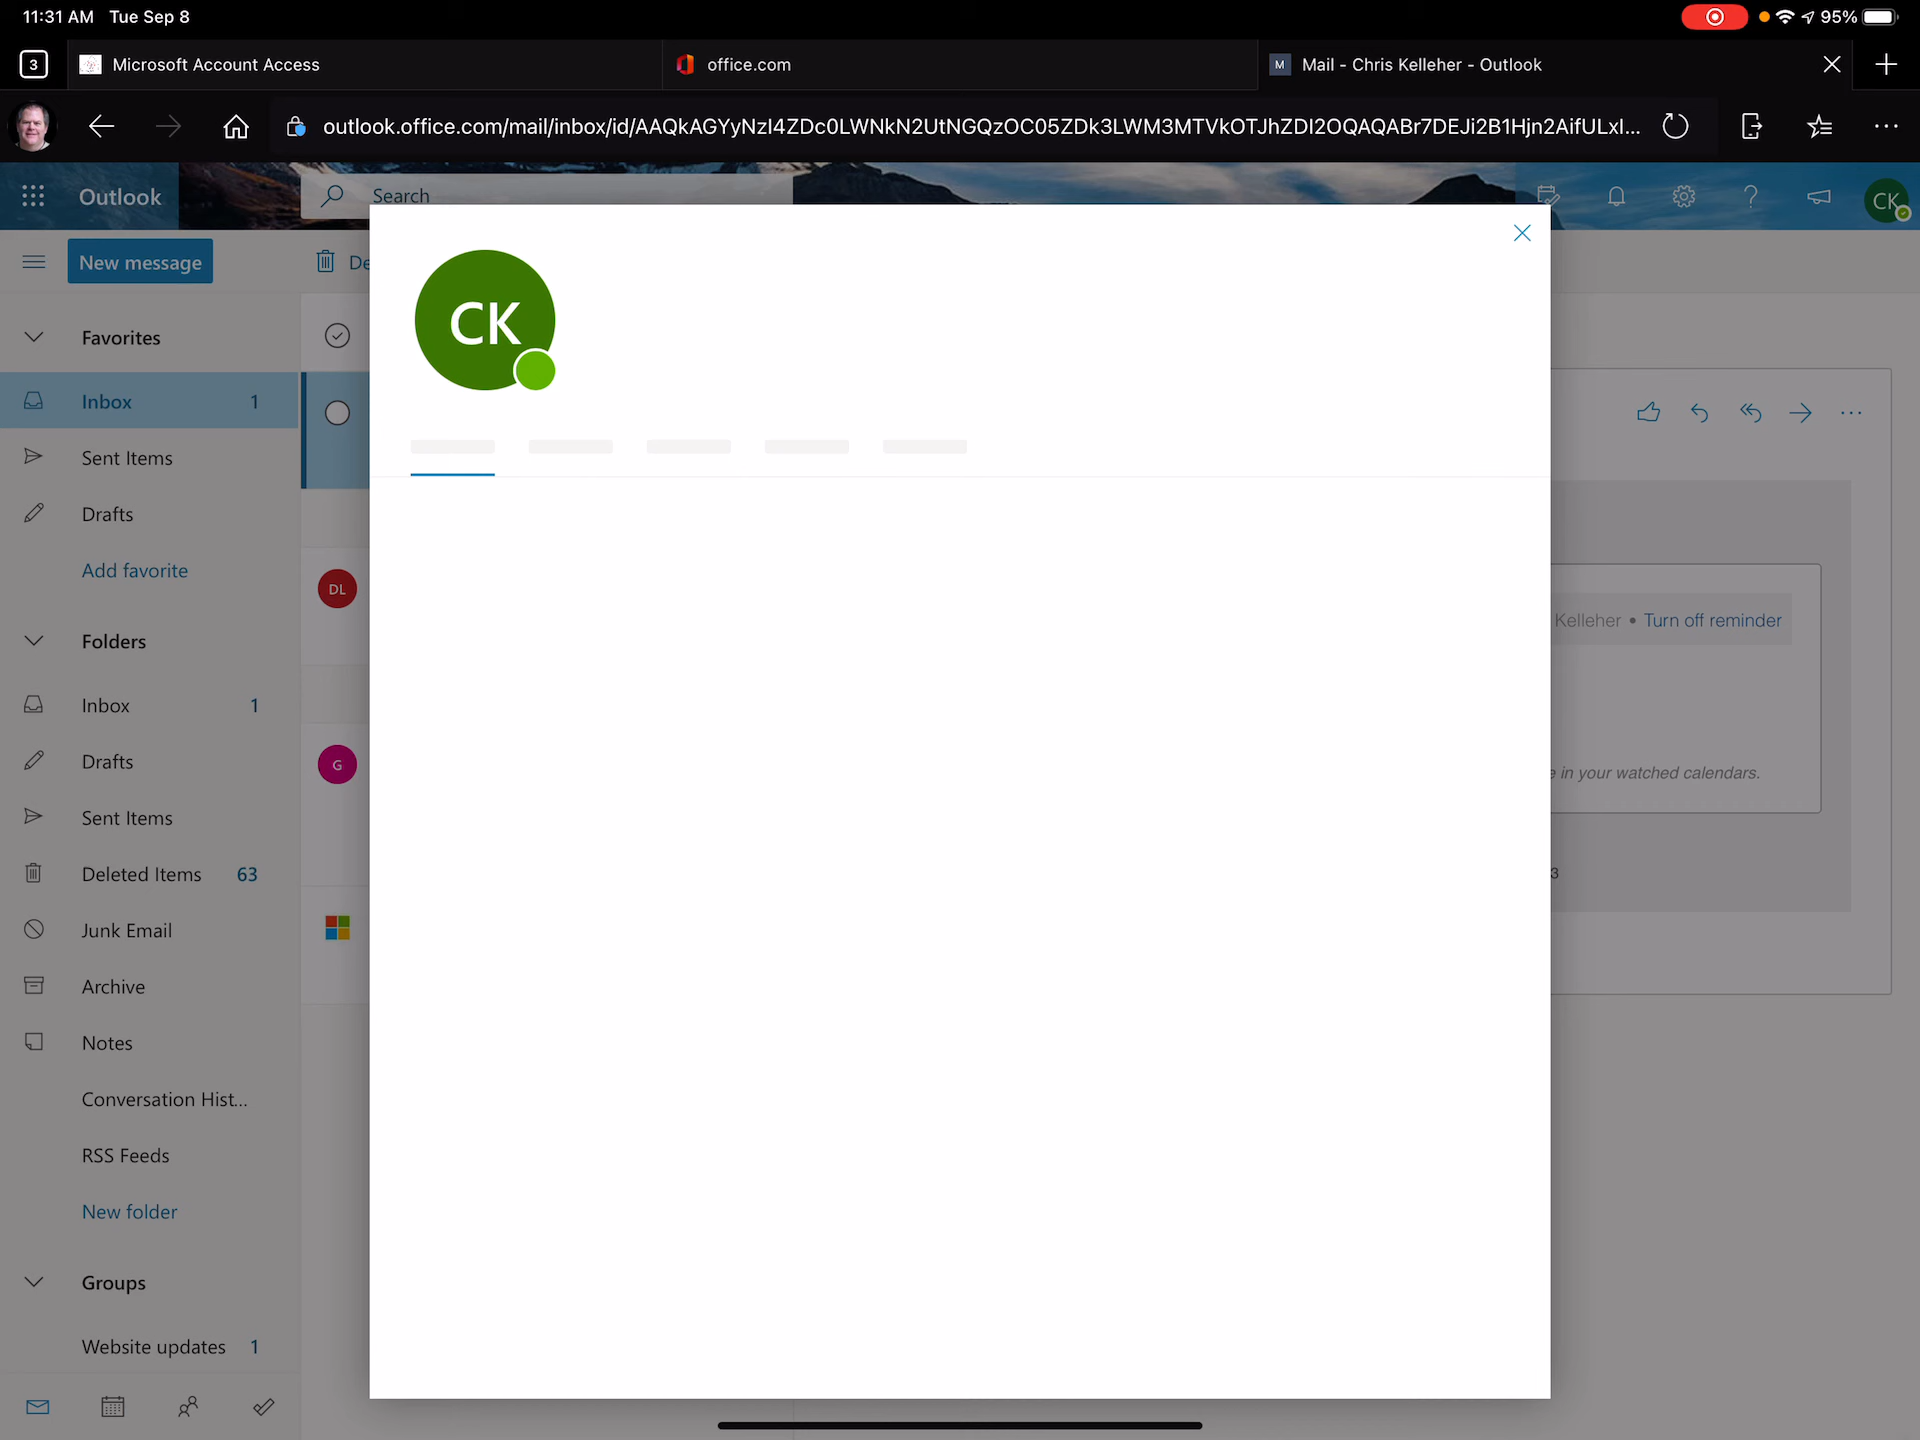 11:31 AM Tue Sep 8
95%
3
Microsoft Account Access
office.com
M
Mail - Chris Kelleher - Outlook
outlook.office.com/mail/inbox/id/AAQkAGYyNzI4ZDc0LWNkN2UtNGQzOC05ZDk3LWM3MTVkOTJhZDI2OQAQABr7DEJi2B1Hjn2AifULxI...
Outlook
Search
CK
New message
De
CK
Favorites
Inbox 1
Sent Items
Drafts
Add favorite
DL
Folders
Kelleher • Turn off reminder
Inbox 1
Drafts
G
e in your watched calendars.
Sent Items
Deleted Items 63
3
Junk Email
Archive
Notes
Conversation Hist...
RSS Feeds
New folder
Groups
Website updates 1